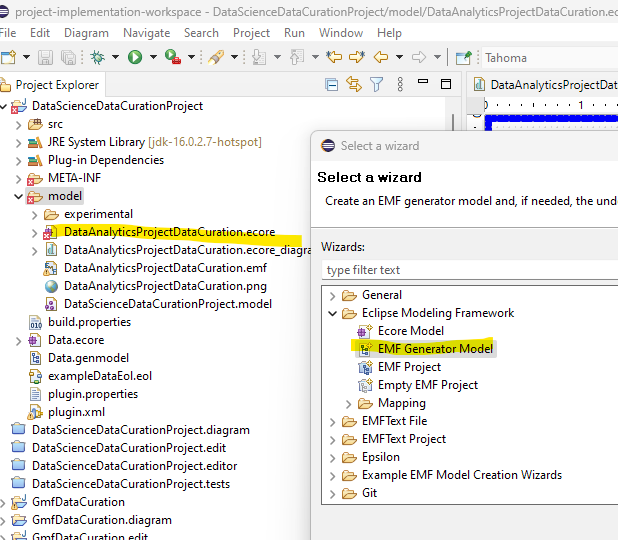 project-implementation-workspace - DataScienceDataCurationProject/model/DataAnalyticsProjectDataCuration.ec
File Edit Diagram Navigate Search Project Run Window Help
Tahoma
Project Explorer
DataAnalyticsProjectDat
0 1
DataScienceDataCurationProject
src
JRE System Library [jdk-16.0.2.7-hotspot]
Plug-in Dependencies
META-INF
model
experimental
DataAnalyticsProjectDataCuration.ecore
DataAnalyticsProjectDataCuration.ecore_diagra
DataAnalyticsProjectDataCuration.emf
DataAnalyticsProjectDataCuration.png
DataScienceDataCurationProject.model
build.properties
Data.ecore
Data.genmodel
exampleDataEol.eol
plugin.properties
plugin.xml
DataScienceDataCurationProject.diagram
DataScienceDataCurationProject.edit
DataScienceDataCurationProject.editor
DataScienceDataCurationProject.tests
GmfDataCuration
GmfDataCuration.diagram
GmfDataCuration.edit
Select a wizard
Select a wizard
Create an EMF generator model and, if needed, the und
Wizards:
type filter text
General
Eclipse Modeling Framework
Ecore Model
EMF Generator Model
EMF Project
Empty EMF Project
Mapping
EMFText File
EMFText Project
Epsilon
Example EMF Model Creation Wizards
Git